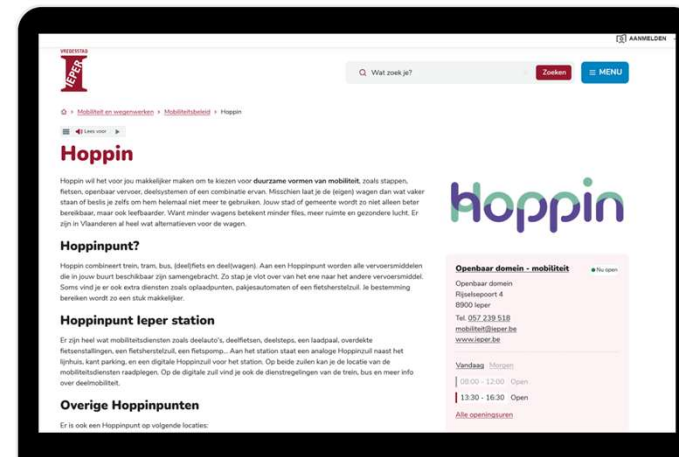 AANMELDEN
VREDESSTAD
IEPER
Wat zoek je?
Zoeken
MENU
Mobiliteit en wegenwerken > Mobiliteitsbeleid > Hoppin
Lees voor
Hoppin
Hoppin wil het voor jou makkelijker maken om te kiezen voor duurzame vormen van mobiliteit, zoals stappen,
fietsen, openbaar vervoer, deelsystemen of een combinatie ervan. Misschien laat je de (eigen) wagen dan wat vaker
staan of beslis je zelfs om hem helemaal niet meer te gebruiken. Jouw stad of gemeente wordt zo niet alleen beter
bereikbaar, maar ook leefbaarder. Want minder wagens betekent minder files, meer ruimte en gezondere lucht. Er
zijn in Vlaanderen al heel wat alternatieven voor de wagen.
Hoppinpunt?
Hoppin combineert trein, tram, bus, (deel)fiets en deel(wagen). Aan een Hoppinpunt worden alle vervoersmiddelen
die in jouw buurt beschikbaar zijn samengebracht. Zo stap je vlot over van het ene naar het andere vervoersmiddel.
Soms vind je er ook extra diensten zoals oplaadpunten, pakjesautomaten of een fietsherstelzuil. Je bestemming
bereiken wordt zo een stuk makkelijker.
Hoppinpunt Ieper station
Er zijn heel wat mobiliteitsdiensten zoals deelauto's, deelfietsen, deelsteps, een laadpaal, overdekte
fietsenstallingen, een fietsherstelzuil, een fietspomp... Aan het station staat een analoge Hoppinzuil naast het
lijnhuis, kant parking, en een digitale Hoppinzuil voor het station. Op beide zuilen kan je de locatie van de
mobiliteitsdiensten raadplegen. Op de digitale zuil vind je ook de dienstregelingen van de trein, bus en meer info
over deelmobiliteit.
Overige Hoppinpunten
Er is ook een Hoppinpunt op volgende locaties:
hoppin
Openbaar domein - mobiliteit
Nu open
Openbaar domein
Rijselsepoort 4
8900 Ieper
Tel. 057 239 518
mobiliteit@ieper.be
www.ieper.be
Vandaag Morgen
08:00 - 12:00 Open
13:30 - 16:30 Open
Alle openingsuren